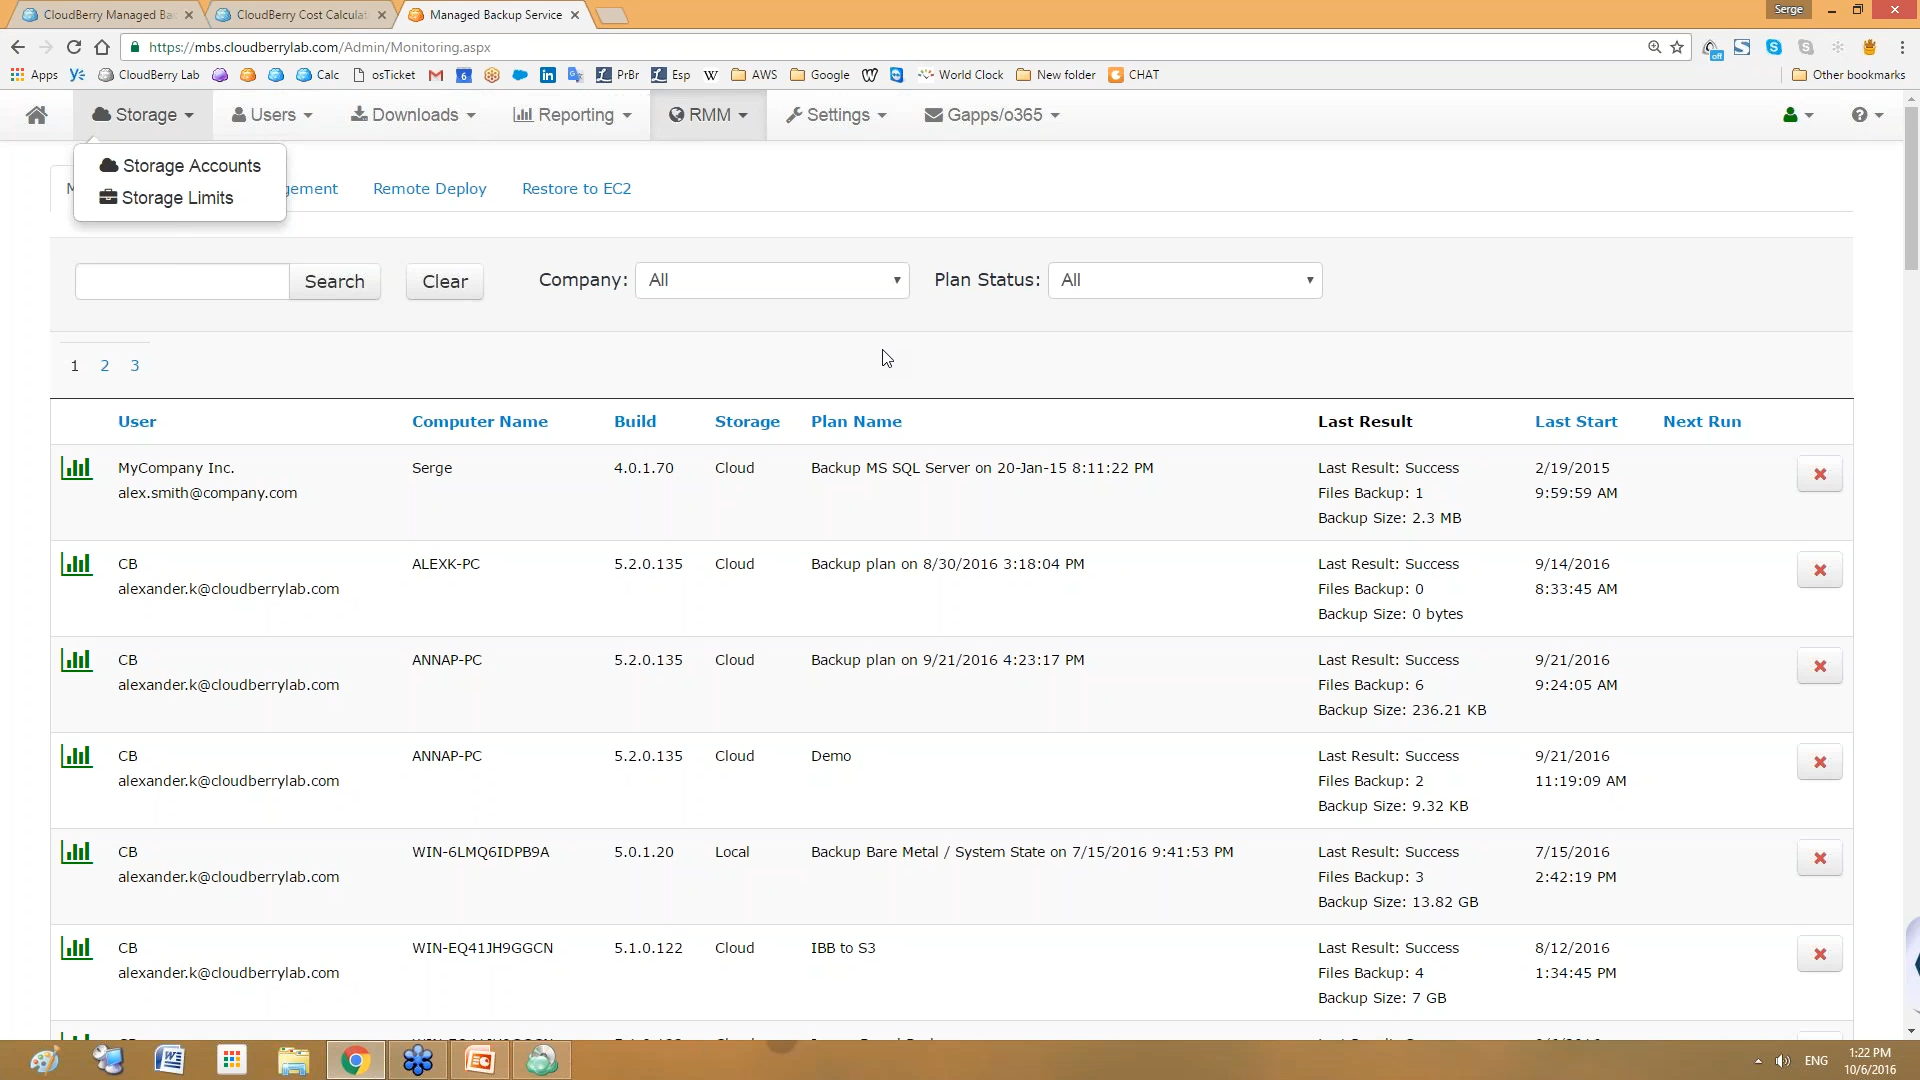 CloudBerry Managed Ba
CloudBerry Cost Calculat
Managed Backup Service
Serge
https://mbs.cloudberrylab.com/Admin/Monitoring.aspx
off
Apps
CloudBerry Lab
Calc
osTicket
6
PrBr
Esp
W
AWS
Google
World Clock
New folder
CHAT
Other bookmarks
Storage
Users
Downloads
Reporting
RMM
Settings
Gapps/o365
Storage Accounts
Storage Limits
M
gement
Remote Deploy
Restore to EC2
Search
Clear
Company:
All
Plan Status:
All
1 2 3
User Computer Name Build Storage Plan Name Last Result Last Start Next Run
MyCompany Inc. Serge 4.0.1.70 Cloud Backup MS SQL Server on 20-Jan-15 8:11:22 PM Last Result: Success 2/19/2015
alex.smith@company.com Files Backup: 1 9:59:59 AM
Backup Size: 2.3 MB
CB ALEXK-PC 5.2.0.135 Cloud Backup plan on 8/30/2016 3:18:04 PM Last Result: Success 9/14/2016
alexander.k@cloudberrylab.com Files Backup: 0 8:33:45 AM
Backup Size: 0 bytes
CB ANNAP-PC 5.2.0.135 Cloud Backup plan on 9/21/2016 4:23:17 PM Last Result: Success 9/21/2016
alexander.k@cloudberrylab.com Files Backup: 6 9:24:05 AM
Backup Size: 236.21 KB
CB ANNAP-PC 5.2.0.135 Cloud Demo Last Result: Success 9/21/2016
alexander.k@cloudberrylab.com Files Backup: 2 11:19:09 AM
Backup Size: 9.32 KB
CB WIN-6LMQ6IDPB9A 5.0.1.20 Local Backup Bare Metal / System State on 7/15/2016 9:41:53 PM Last Result: Success 7/15/2016
alexander.k@cloudberrylab.com Files Backup: 3 2:42:19 PM
Backup Size: 13.82 GB
CB WIN-EQ41JH9GGCN 5.1.0.122 Cloud IBB to S3 Last Result: Success 8/12/2016
alexander.k@cloudberrylab.com Files Backup: 4 1:34:45 PM
Backup Size: 7 GB
ENG
1:22 PM
10/6/2016